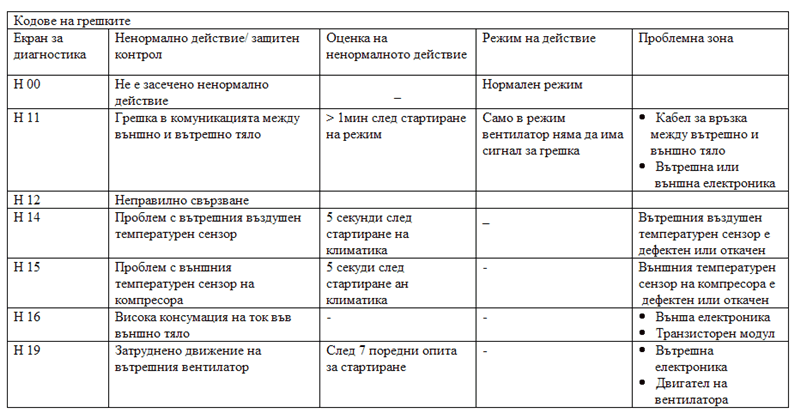 Кодове на грешките
Екран за
диагностика
Ненормално действие/ защитен
контрол
Оценка на
ненормалното действие
Режим на действие
Проблемна зона
Н 00
Не е засечено ненормално
действие
_
Нормален режим
Н 11
Грешка в комуникацията между
външно и вътрешно тяло
> 1мин след стартиране
на режим
Само в режим
вентилатор няма да има
сигнал за грешка
• Кабел за връзка
между вътрешно и
външно тяло
• Вътрешна или
външна електроника
Н 12
Неправилно свързване
Н 14
Проблем с вътрешния въздушен
температурен сензор
5 секунди след
стартиране на
климатика
_
Вътрешния въздушен
температурен сензор е
дефектен или откачен
Н 15
Проблем с външния
температурен сензор на
компресора
5 секуди след
стартиране ан
климатика
-
Външния температурен
сензор на компресора е
дефектен или откачен
Н 16
Висока консумация на ток във
външно тяло
-
-
• Външа електроника
• Транзисторен модул
Н 19
Затруднено движение на
вътрешния вентилатор
След 7 поредни опита
за стартиране
-
• Вътрешна
електроника
• Двигател на
вентилатора